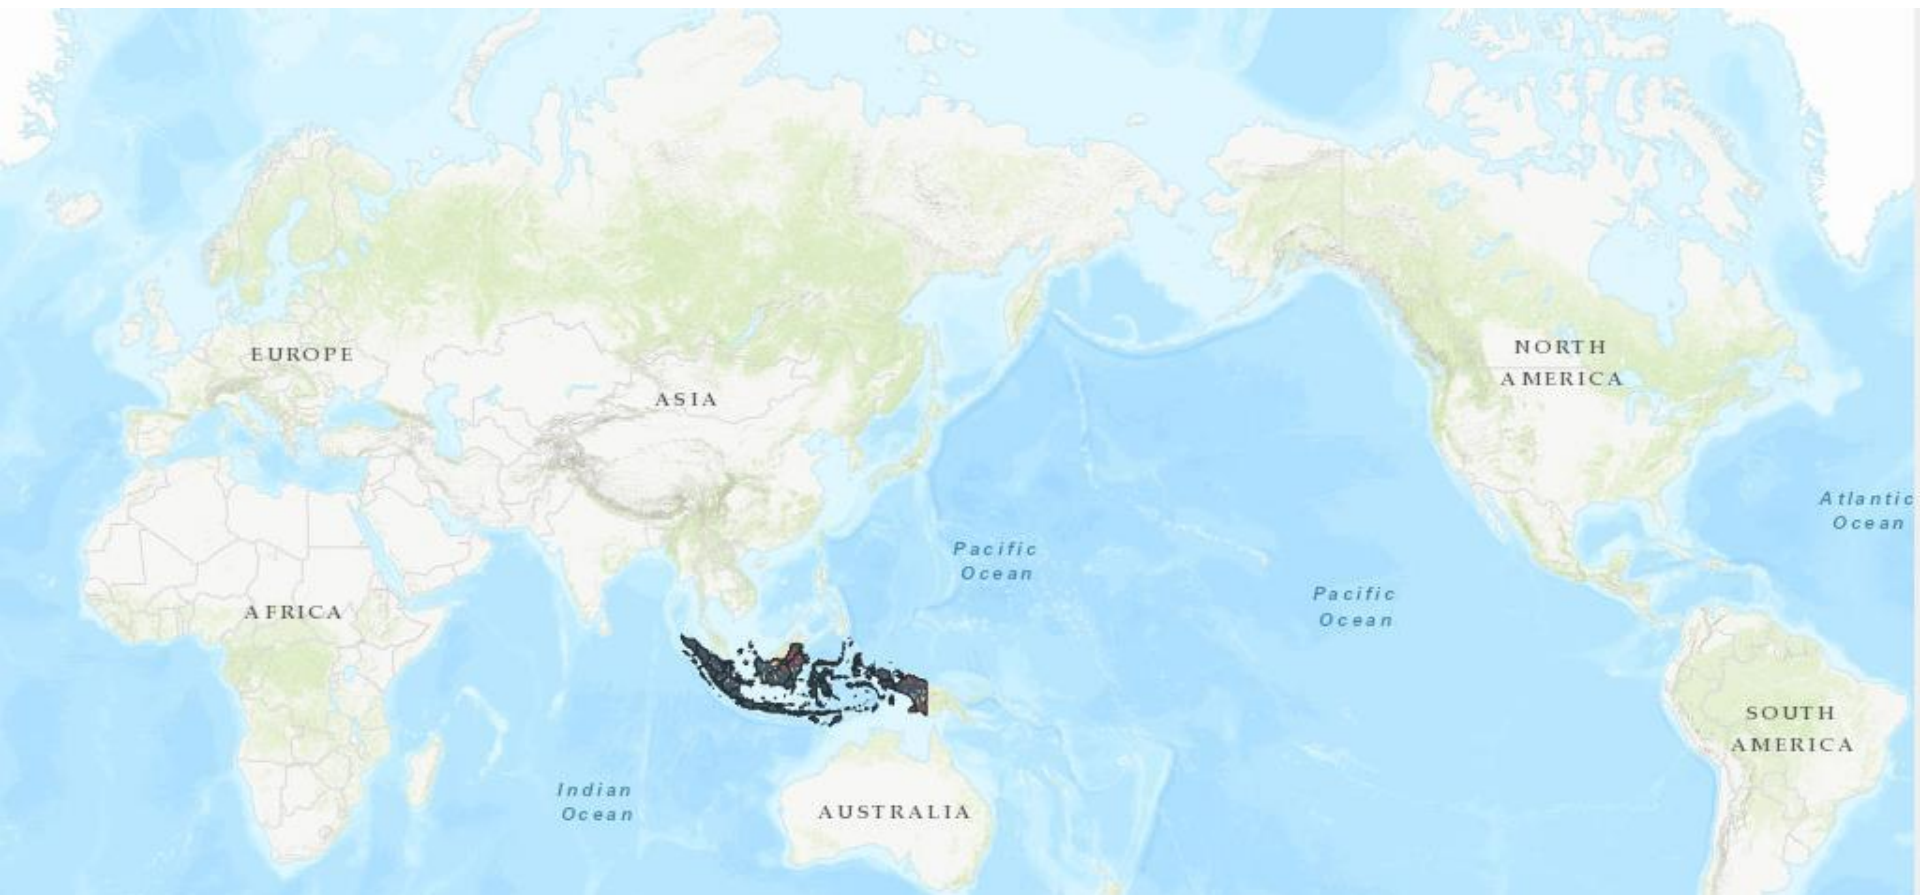 EUROPE
ASIA
NORTH
AMERICA
Atlantic
Ocean
Pacific
Ocean
Pacific
Ocean
AFRICA
SOUTH
AMERICA
Indian
Ocean
AUSTRALIA